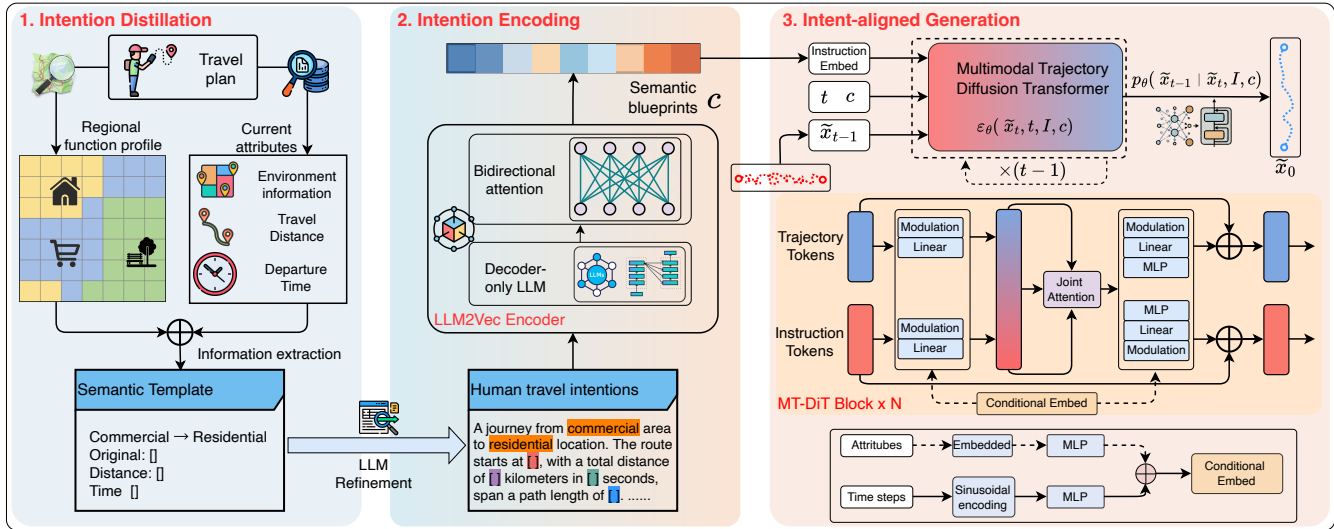 1. Intention Distillation
Travel
plan
Regional
function profile
Current
attributes
Environment
information
Travel
Distance
Departure
Time
Information extraction
Semantic Template
Commercial → Residential
Original: []
Distance: []
Time []
LLM
Refinement
2. Intention Encoding
Semantic
blueprints c
Bidirectional
attention
Decoder-
only LLM
LLMs
LLM2Vec Encoder
Human travel intentions
A journey from commercial area
to residential location. The route
starts at [ ], with a total distance
of [ ] kilometers in [ ] seconds,
span a path length of [ ]. ......
3. Intent-aligned Generation
Instruction
Embed
t c
x̃ₜ₋₁
Multimodal Trajectory
Diffusion Transformer
εθ( x̃ₜ, t, I, c)
×(t − 1)
pθ( x̃ₜ₋₁ | x̃ₜ, I, c)
x̃₀
Trajectory
Tokens
Modulation
Linear
Joint
Attention
Modulation
Linear
MLP
Instruction
Tokens
Modulation
Linear
MLP
Linear
Modulation
MT-DiT Block x N
Conditional Embed
Attritubes
Embedded
MLP
Time steps
Sinusoidal
encoding
MLP
Conditional
Embed